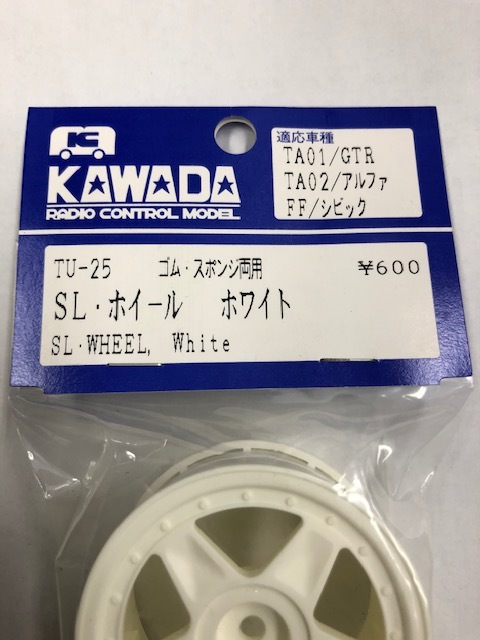 KAWADA
RADIO CONTROL MODEL
適応車種
TA01/GTR
TA02/アルファ
FF/シビック
TU-25 ゴム・スポンジ両用 ¥600
SL・ホイール ホワイト
SL・WHEEL, White